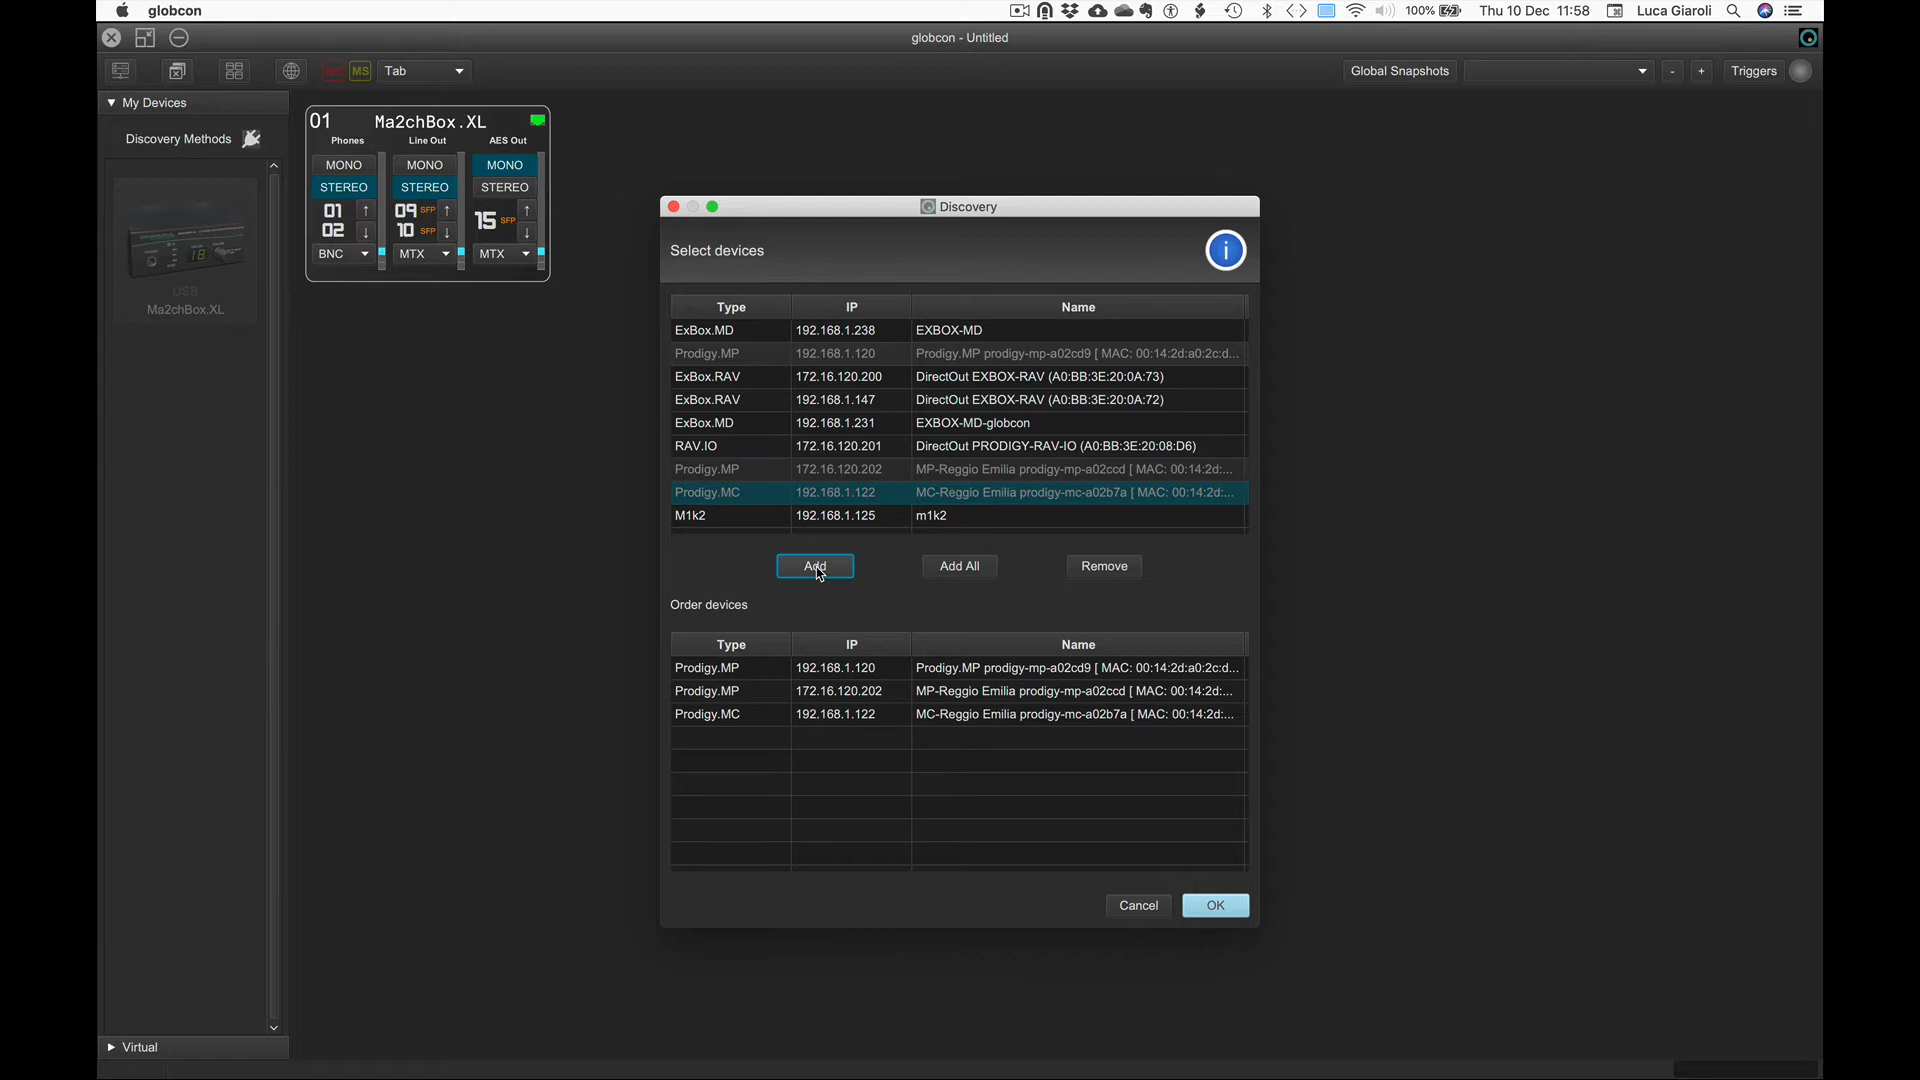 globcon
100%
Thu 10 Dec 11:58
Luca Giaroli
globcon - Untitled
MS
Tab
Global Snapshots
-
+
Triggers
My Devices
Discovery Methods
18
USB
Ma2chBox.XL
Virtual
01 Ma2chBox.XL
Phones Line Out AES Out
MONO MONO MONO
STEREO STEREO STEREO
01 ↑ 09 SFP ↑ 15 SFP ↑
02 ↓ 10 SFP ↓ ↓
BNC MTX MTX
Discovery
Select devices
i
Type IP Name
ExBox.MD 192.168.1.238 EXBOX-MD
Prodigy.MP 192.168.1.120 Prodigy.MP prodigy-mp-a02cd9 [ MAC: 00:14:2d:a0:2c:d...
ExBox.RAV 172.16.120.200 DirectOut EXBOX-RAV (A0:BB:3E:20:0A:73)
ExBox.RAV 192.168.1.147 DirectOut EXBOX-RAV (A0:BB:3E:20:0A:72)
ExBox.MD 192.168.1.231 EXBOX-MD-globcon
RAV.IO 172.16.120.201 DirectOut PRODIGY-RAV-IO (A0:BB:3E:20:08:D6)
Prodigy.MP 172.16.120.202 MP-Reggio Emilia prodigy-mp-a02ccd [ MAC: 00:14:2d:...
Prodigy.MC 192.168.1.122 MC-Reggio Emilia prodigy-mc-a02b7a [ MAC: 00:14:2d:...
M1k2 192.168.1.125 m1k2
Add Add All Remove
Order devices
Type IP Name
Prodigy.MP 192.168.1.120 Prodigy.MP prodigy-mp-a02cd9 [ MAC: 00:14:2d:a0:2c:d...
Prodigy.MP 172.16.120.202 MP-Reggio Emilia prodigy-mp-a02ccd [ MAC: 00:14:2d:...
Prodigy.MC 192.168.1.122 MC-Reggio Emilia prodigy-mc-a02b7a [ MAC: 00:14:2d:...
Cancel OK